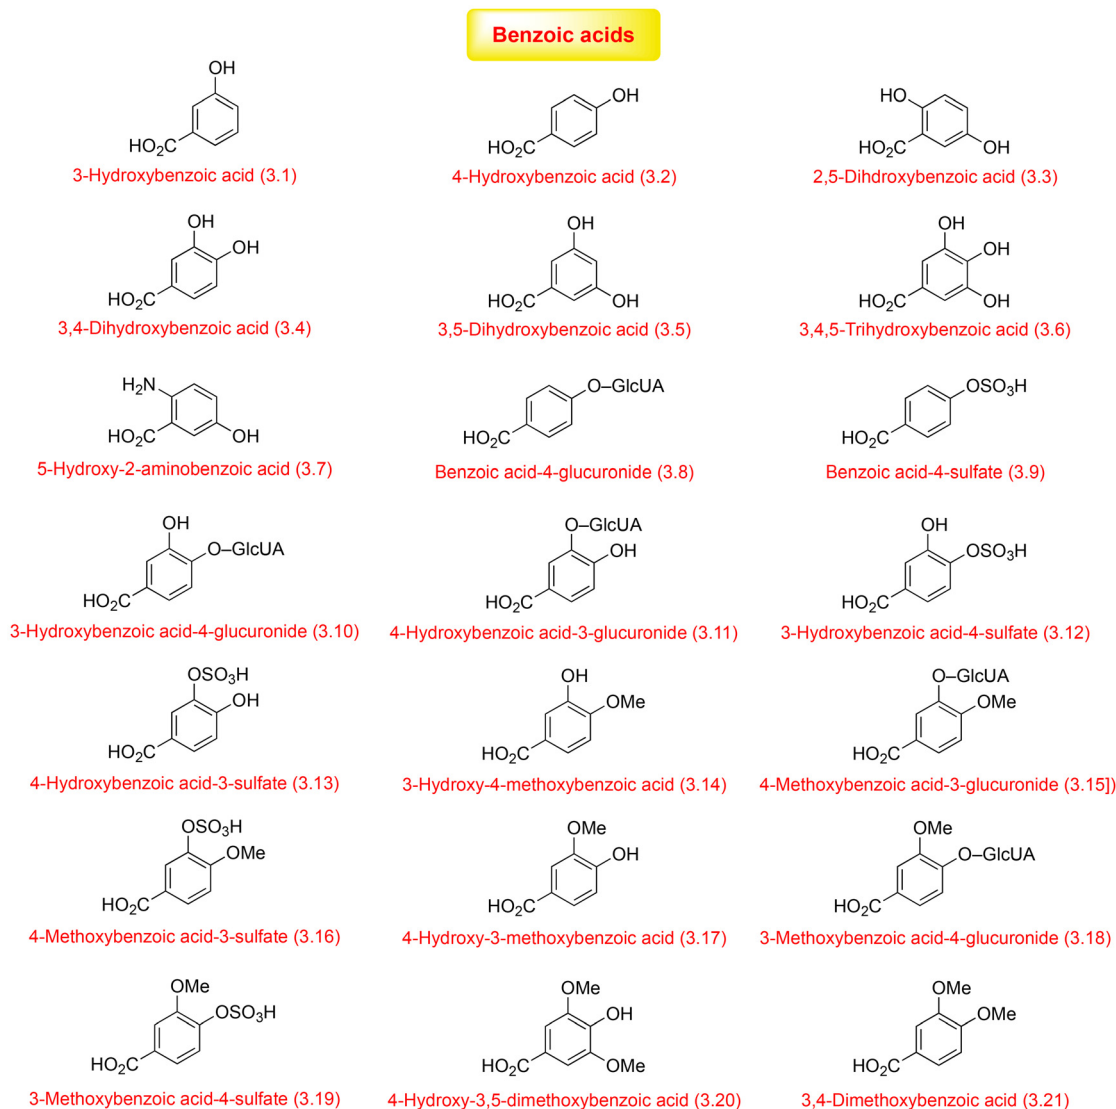 Benzoic acids
OH
HO2C
3-Hydroxybenzoic acid (3.1)
OH
HO2C
4-Hydroxybenzoic acid (3.2)
HO
HO2C
OH
2,5-Dihdroxybenzoic acid (3.3)
OH
OH
HO2C
3,4-Dihydroxybenzoic acid (3.4)
OH
HO2C
OH
3,5-Dihydroxybenzoic acid (3.5)
OH
OH
HO2C
OH
3,4,5-Trihydroxybenzoic acid (3.6)
H2N
HO2C
OH
5-Hydroxy-2-aminobenzoic acid (3.7)
O–GlcUA
HO2C
Benzoic acid-4-glucuronide (3.8)
OSO3H
HO2C
Benzoic acid-4-sulfate (3.9)
OH
O–GlcUA
HO2C
3-Hydroxybenzoic acid-4-glucuronide (3.10)
O–GlcUA
OH
HO2C
4-Hydroxybenzoic acid-3-glucuronide (3.11)
OH
OSO3H
HO2C
3-Hydroxybenzoic acid-4-sulfate (3.12)
OSO3H
OH
HO2C
4-Hydroxybenzoic acid-3-sulfate (3.13)
OH
OMe
HO2C
3-Hydroxy-4-methoxybenzoic acid (3.14)
O–GlcUA
OMe
HO2C
4-Methoxybenzoic acid-3-glucuronide (3.15])
OSO3H
OMe
HO2C
4-Methoxybenzoic acid-3-sulfate (3.16)
OMe
OH
HO2C
4-Hydroxy-3-methoxybenzoic acid (3.17)
OMe
O–GlcUA
HO2C
3-Methoxybenzoic acid-4-glucuronide (3.18)
OMe
OSO3H
HO2C
3-Methoxybenzoic acid-4-sulfate (3.19)
OMe
OH
HO2C
OMe
4-Hydroxy-3,5-dimethoxybenzoic acid (3.20)
OMe
OMe
HO2C
3,4-Dimethoxybenzoic acid (3.21)